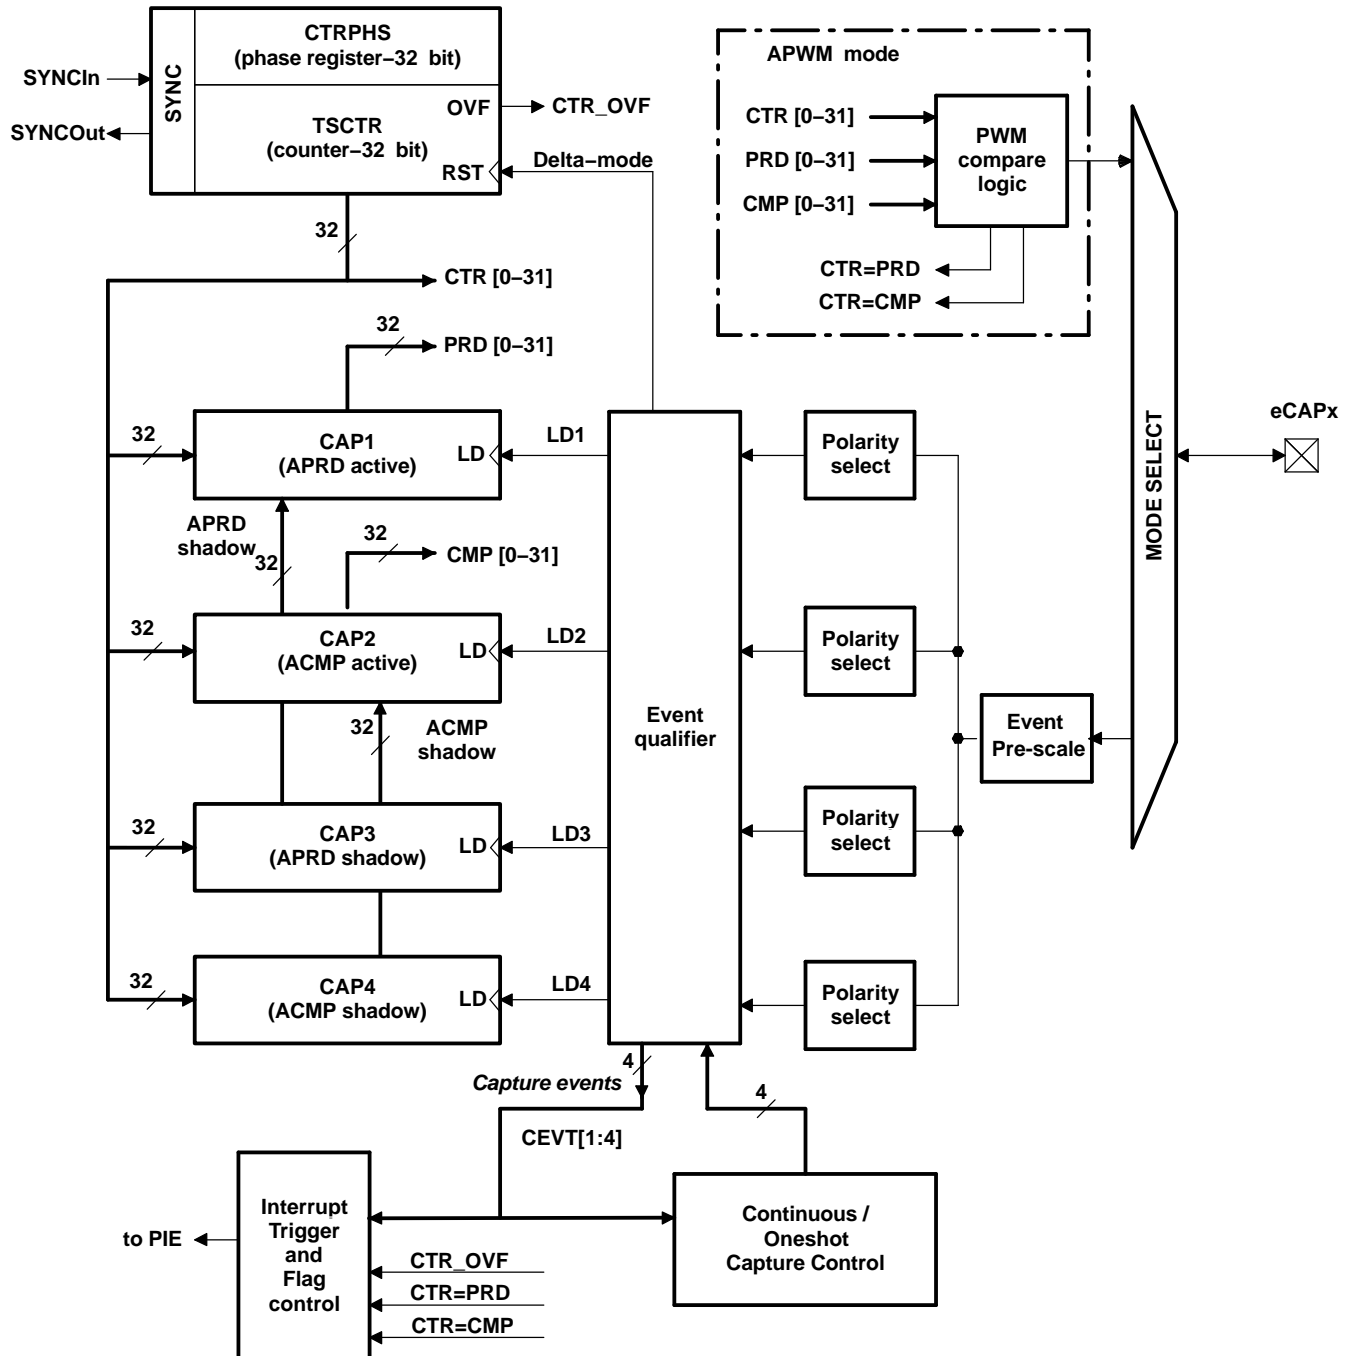 CTRPHS
(phase register−32 bit)
SYNCIn
SYNC
SYNCOut
OVF
CTR_OVF
TSCTR
(counter−32 bit)
RST
Delta−mode
APWM mode
CTR [0−31]
PRD [0−31]
CMP [0−31]
PWM
compare
logic
CTR=PRD
CTR=CMP
32
CTR [0−31]
32
PRD [0−31]
MODE SELECT
eCAPx
32
CAP1
(APRD active)
LD
LD1
Polarity
select
APRD
shadow
32
32
CMP [0−31]
32
CAP2
(ACMP active)
LD
LD2
Polarity
select
32
ACMP
shadow
Event
qualifier
Event
Pre-scale
32
CAP3
(APRD shadow)
LD
LD3
Polarity
select
32
CAP4
(ACMP shadow)
LD
LD4
Polarity
select
4
Capture events
4
CEVT[1:4]
to PIE
Interrupt
Trigger
and
Flag
control
CTR_OVF
CTR=PRD
CTR=CMP
Continuous /
Oneshot
Capture Control